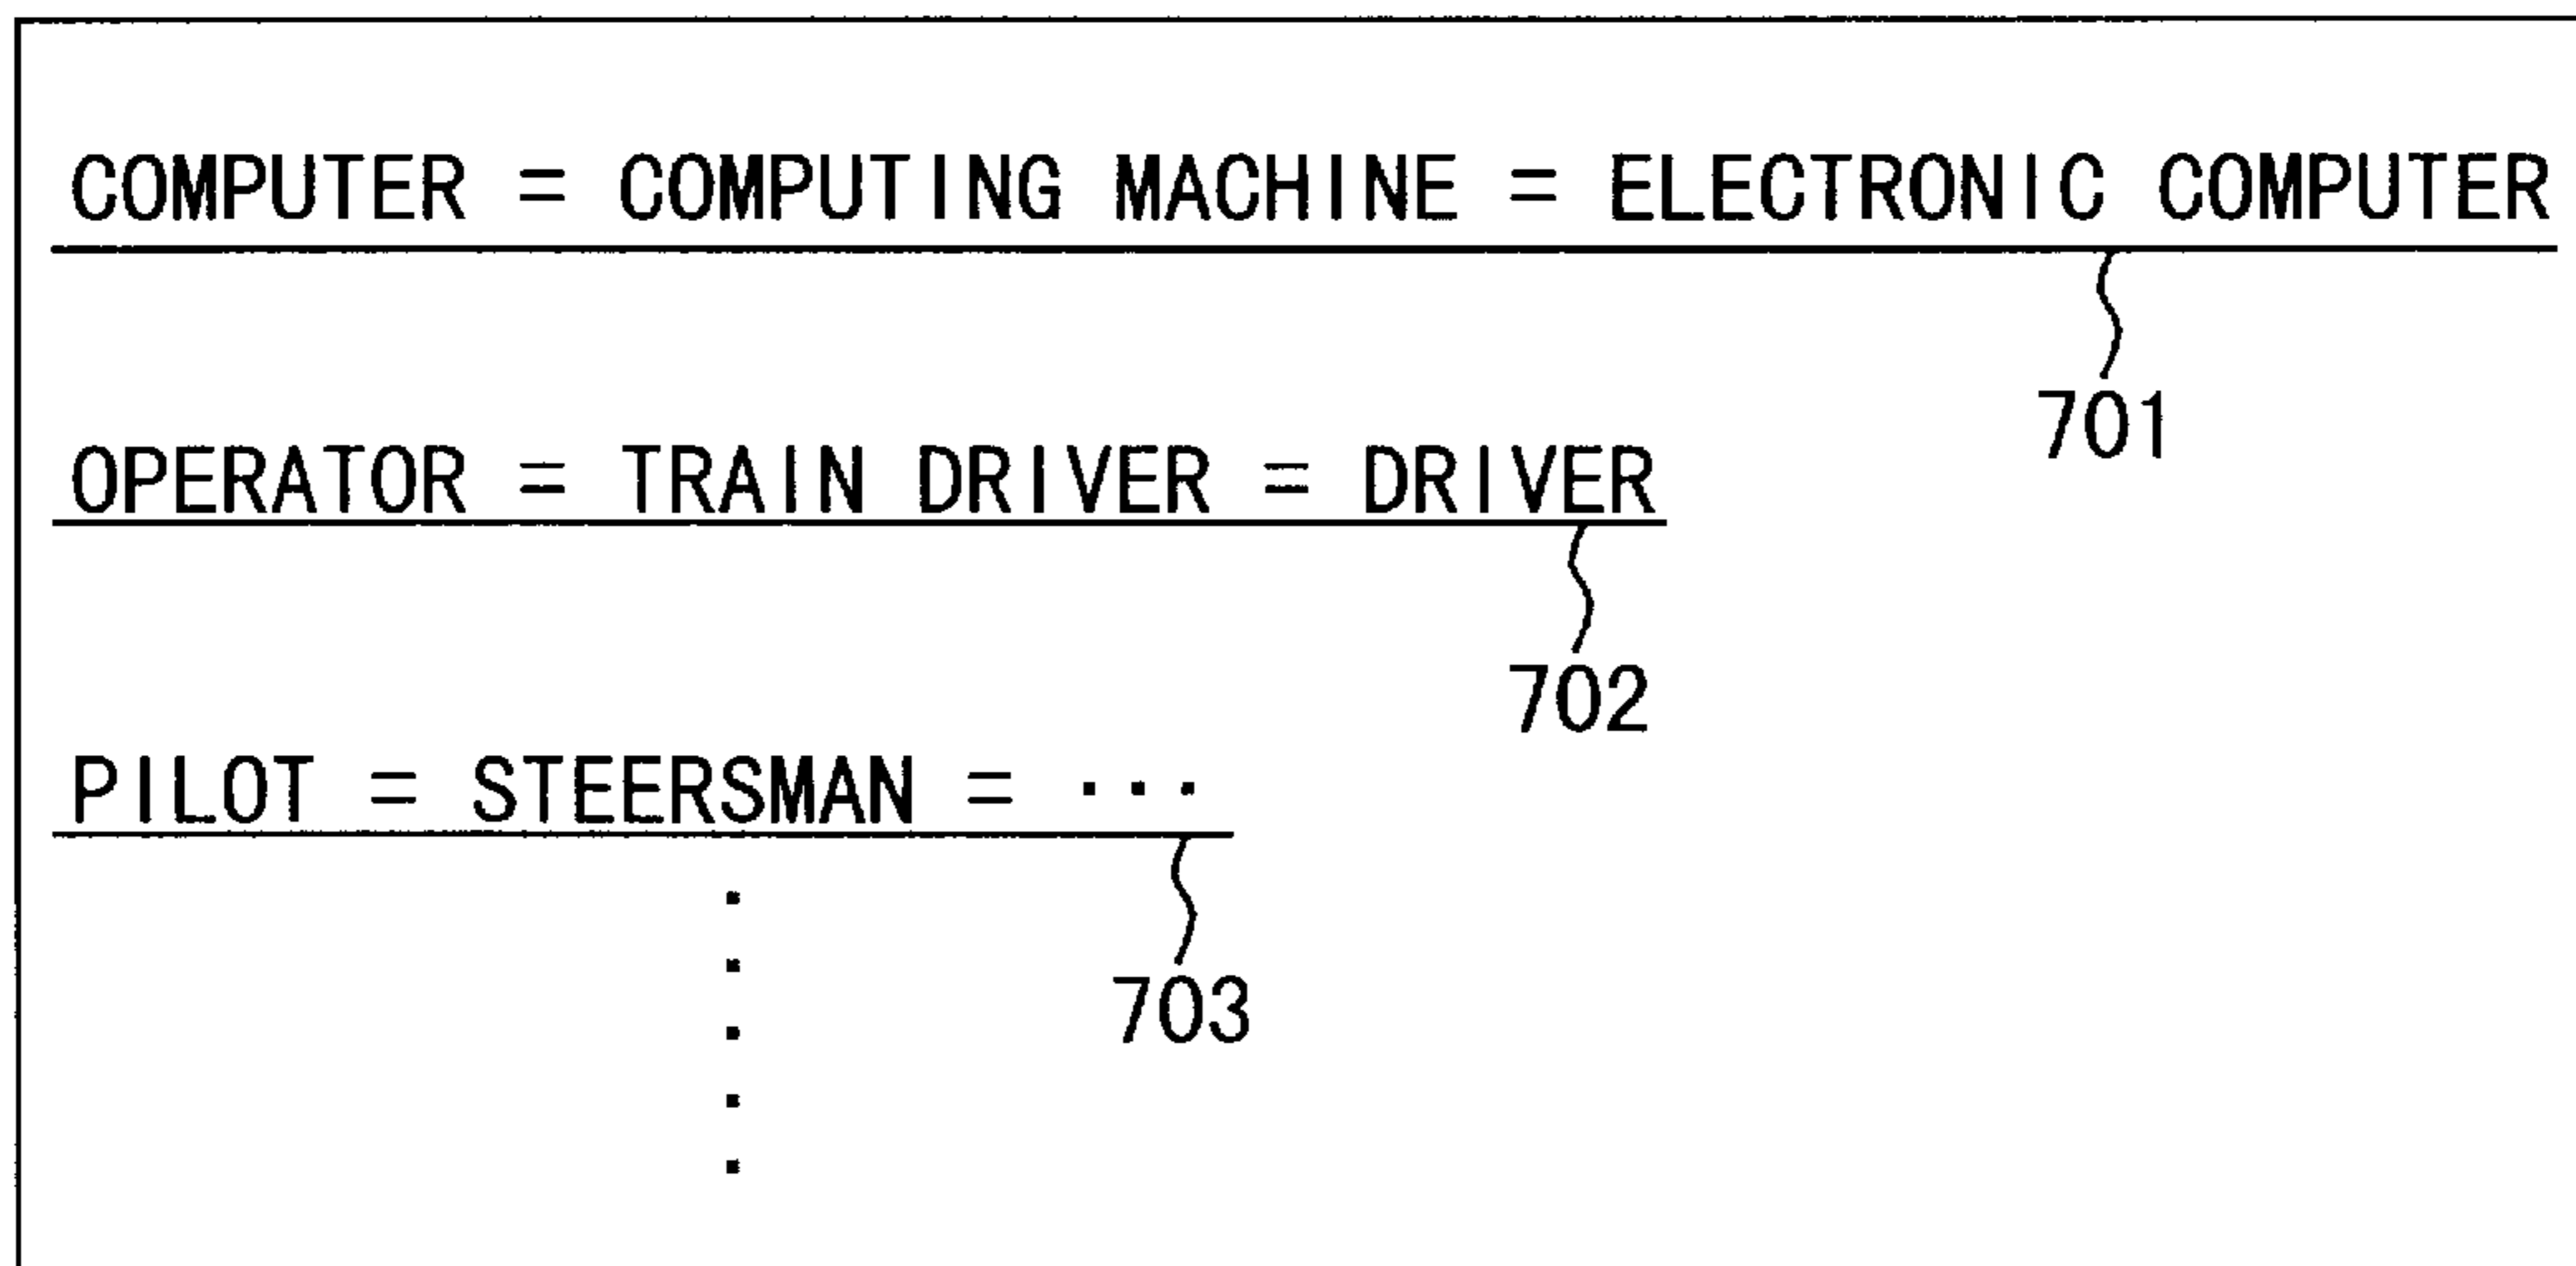 COMPUTER = COMPUTING MACHINE = ELECTRONIC COMPUTER
701
OPERATOR = TRAIN DRIVER = DRIVER
702
PILOT = STEERSMAN = ···
703